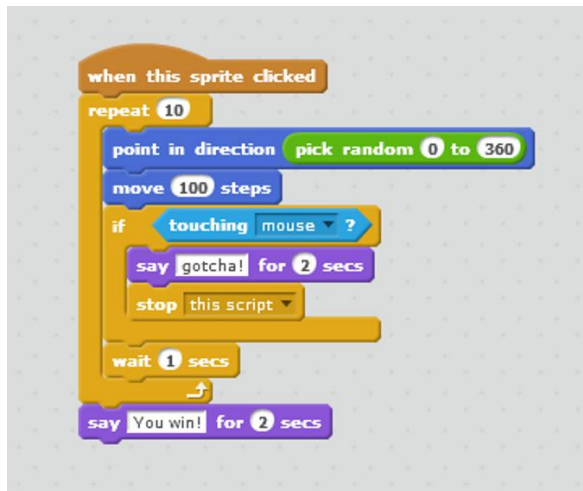 when this sprite clicked
repeat 10
point in direction pick random 0 to 360
move 100 steps
if touching mouse ?
say gotcha! for 2 secs
stop this script
wait 1 secs
say You win! for 2 secs